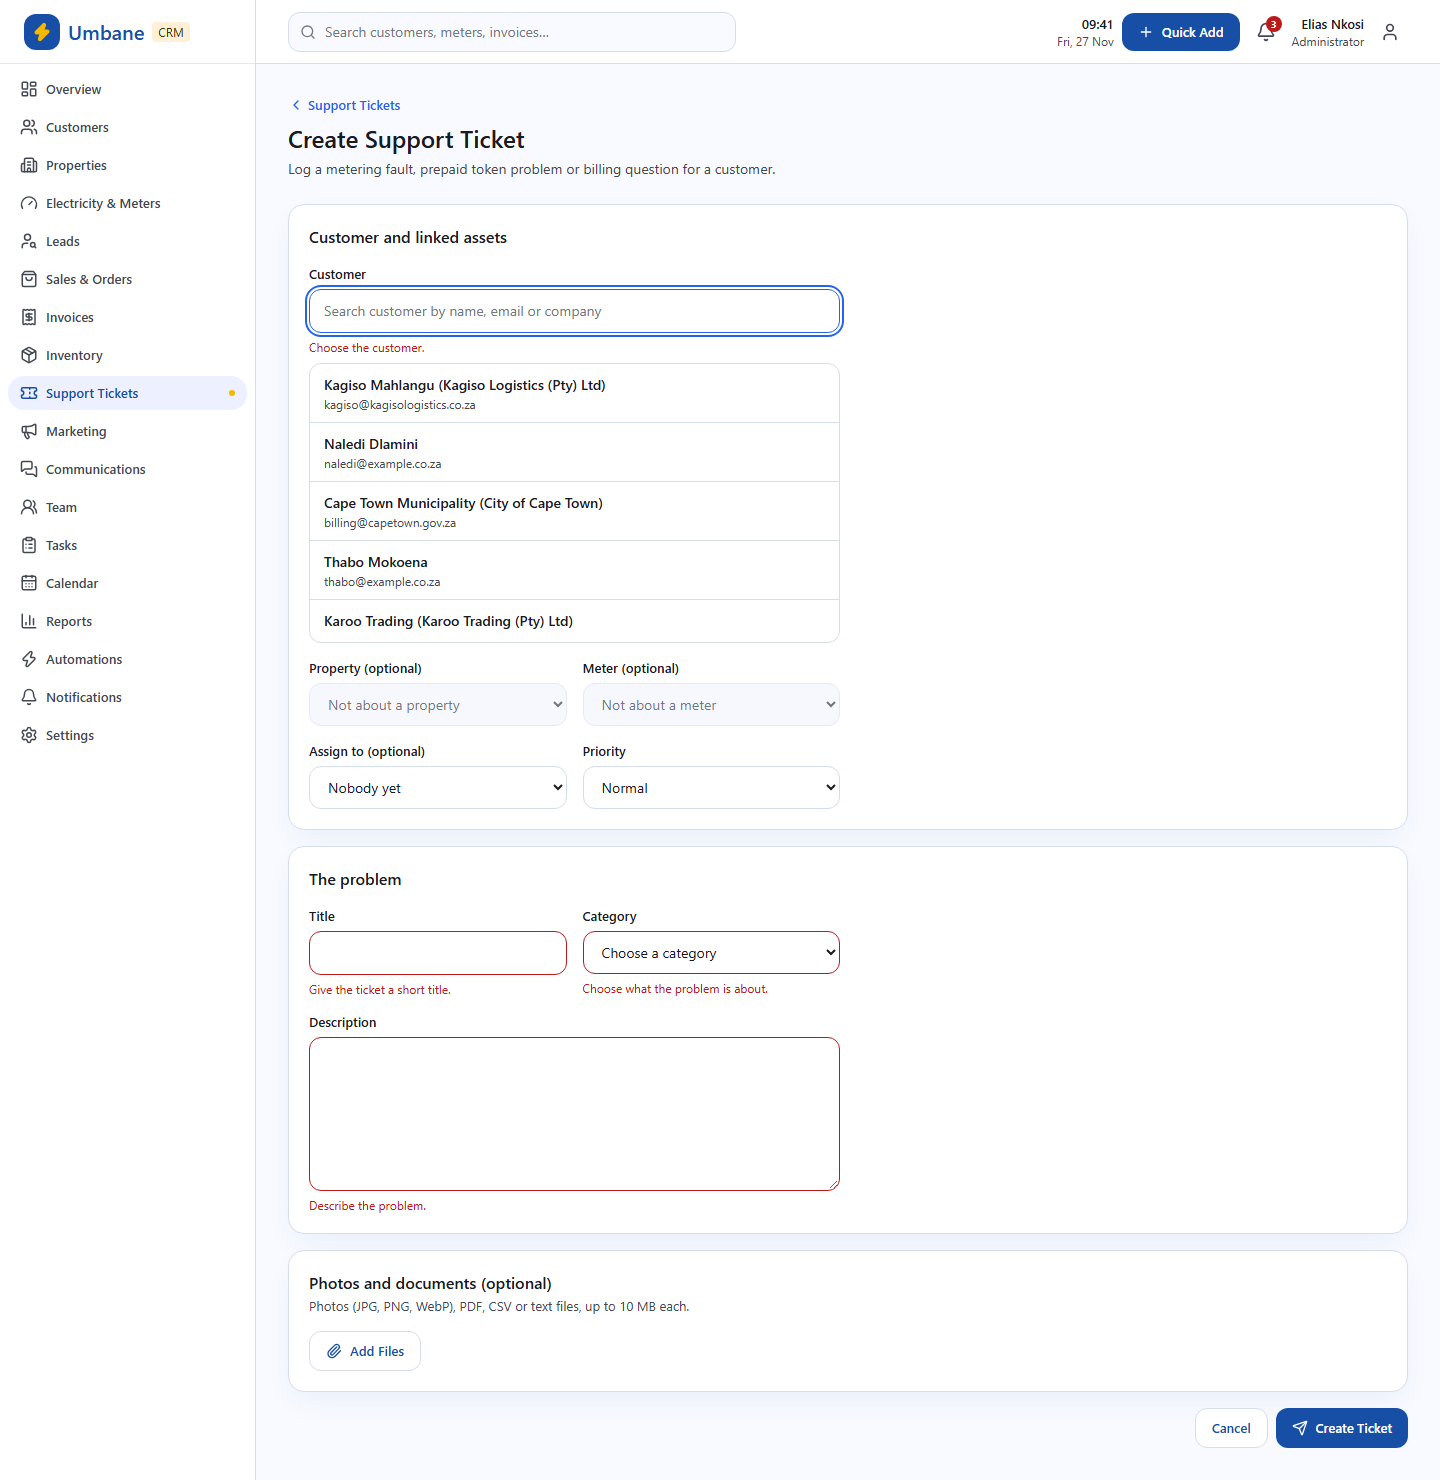 Umbane CRM
Search customers, meters, invoices...
09:41
Fri, 27 Nov
Quick Add
3
Elias Nkosi
Administrator
Overview
Customers
Properties
Electricity & Meters
Leads
Sales & Orders
Invoices
Inventory
Support Tickets
Marketing
Communications
Team
Tasks
Calendar
Reports
Automations
Notifications
Settings
Support Tickets
Create Support Ticket
Log a metering fault, prepaid token problem or billing question for a customer.
Customer and linked assets
Customer
Search customer by name, email or company
Choose the customer.
Kagiso Mahlangu (Kagiso Logistics (Pty) Ltd)
kagiso@kagisologistics.co.za
Naledi Dlamini
naledi@example.co.za
Cape Town Municipality (City of Cape Town)
billing@capetown.gov.za
Thabo Mokoena
thabo@example.co.za
Karoo Trading (Karoo Trading (Pty) Ltd)
Property (optional)
Meter (optional)
Not about a property
Not about a meter
Assign to (optional)
Priority
Nobody yet
Normal
The problem
Title
Category
Choose a category
Give the ticket a short title.
Choose what the problem is about.
Description
Describe the problem.
Photos and documents (optional)
Photos (JPG, PNG, WebP), PDF, CSV or text files, up to 10 MB each.
Add Files
Cancel
Create Ticket